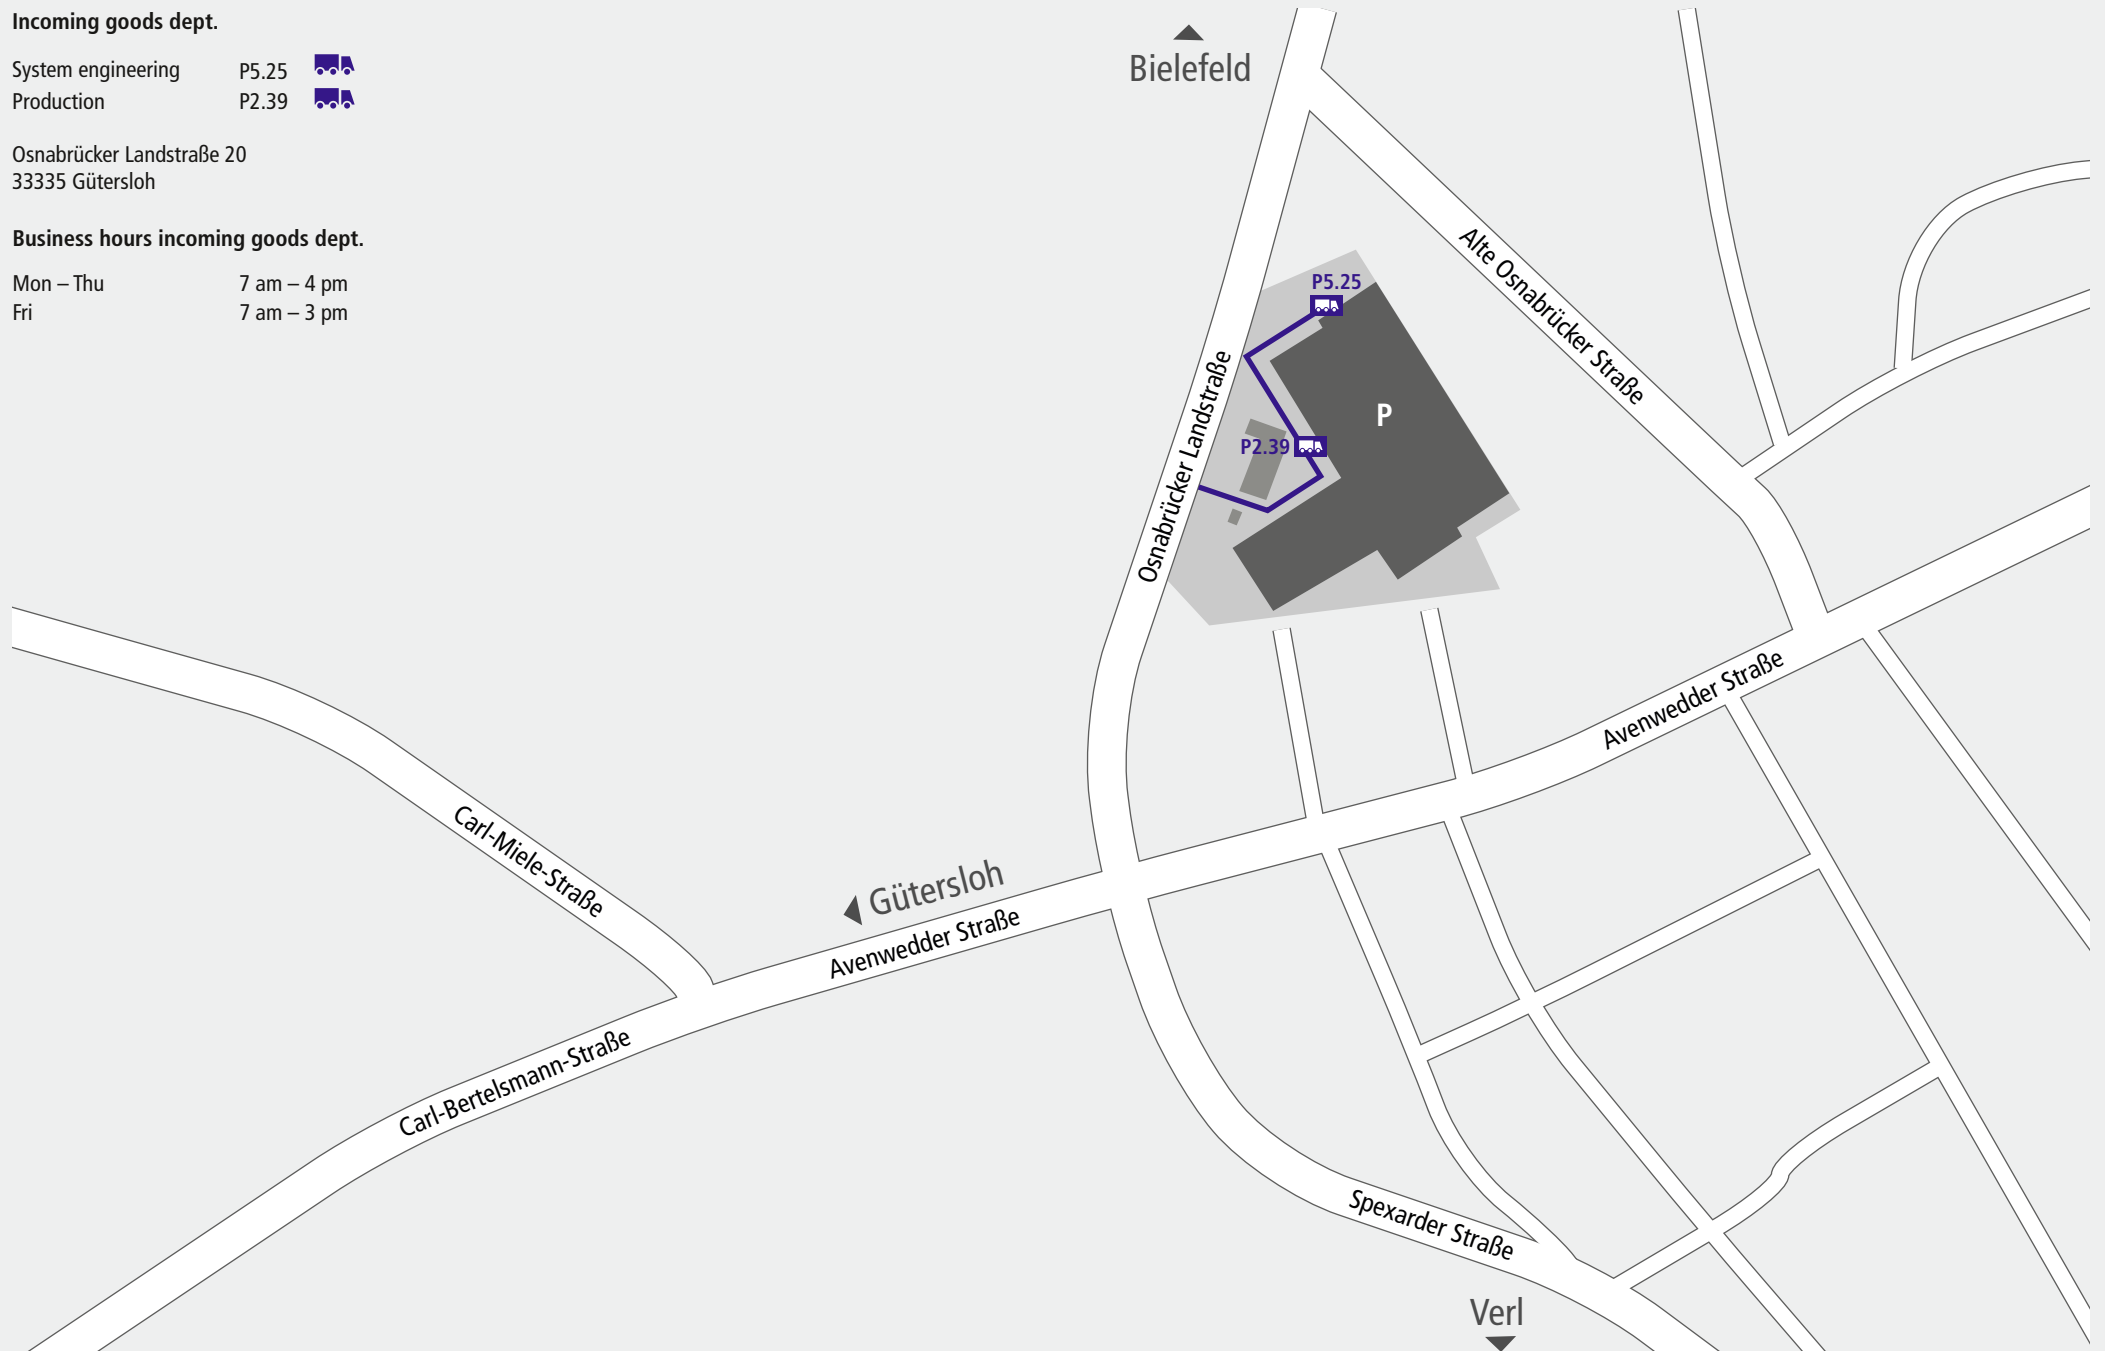 Incoming goods dept.
System engineering P5.25
Production P2.39
Osnabrücker Landstraße 20
33335 Gütersloh
Business hours incoming goods dept.
Mon – Thu 7 am – 4 pm
Fri 7 am – 3 pm
Bielefeld
Alte Osnabrücker Straße
P5.25
Osnabrücker Landstraße
P
P2.39
Avenwedder Straße
Carl-Miele-Straße
Gütersloh
Avenwedder Straße
Carl-Bertelsmann-Straße
Spexarder Straße
Verl